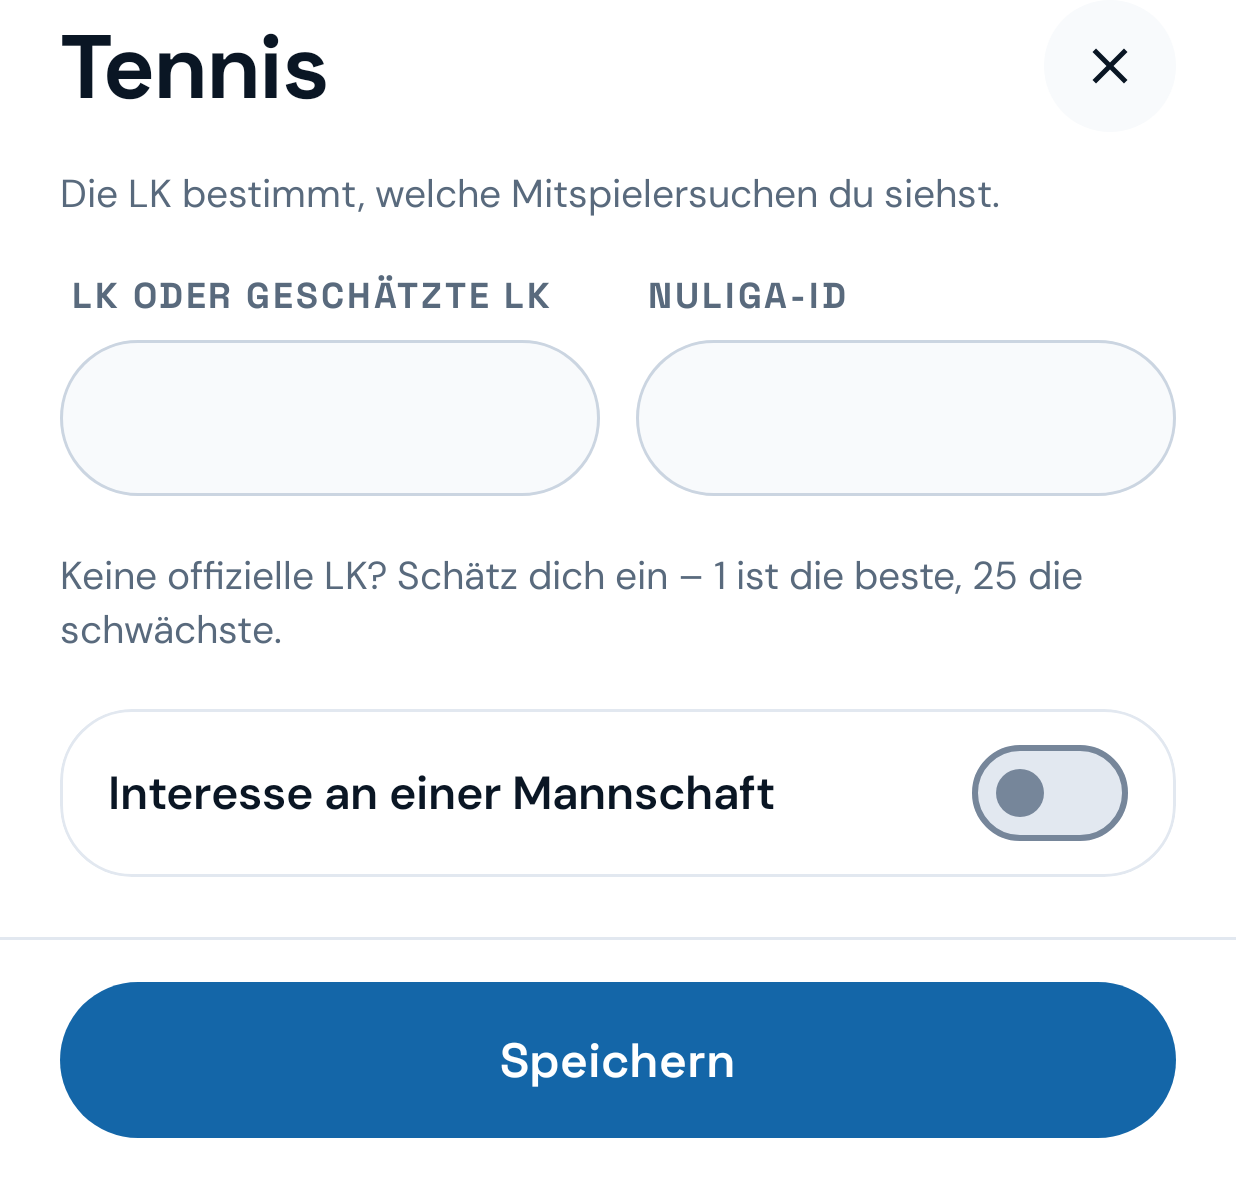 Tennis
Die LK bestimmt, welche Mitspielersuchen du siehst.
LK ODER GESCHÄTZTE LK
NULIGA-ID
Keine offizielle LK? Schätz dich ein – 1 ist die beste, 25 die
schwächste.
Interesse an einer Mannschaft
Speichern